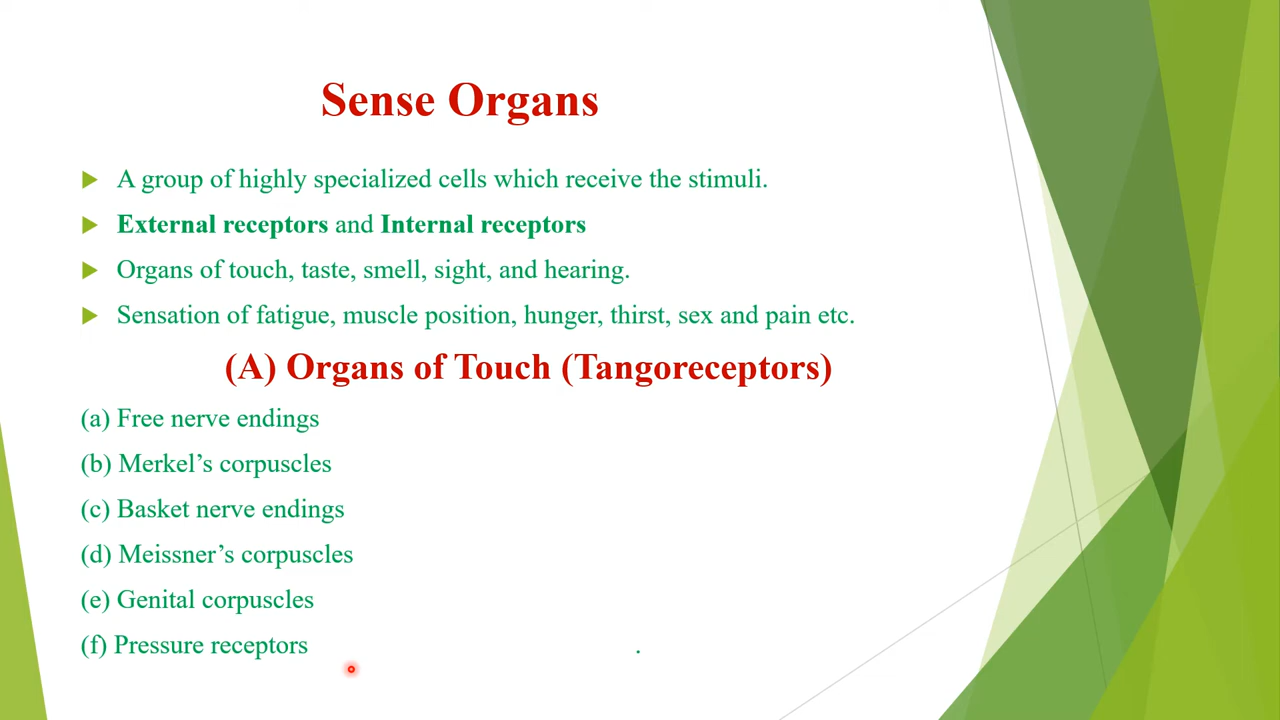 Sense Organs
A group of highly specialized cells which receive the stimuli.
External receptors and Internal receptors
Organs of touch, taste, smell, sight, and hearing.
Sensation of fatigue, muscle position, hunger, thirst, sex and pain etc.
(A) Organs of Touch (Tangoreceptors)
(a) Free nerve endings
(b) Merkel’s corpuscles
(c) Basket nerve endings
(d) Meissner’s corpuscles
(e) Genital corpuscles
(f) Pressure receptors .